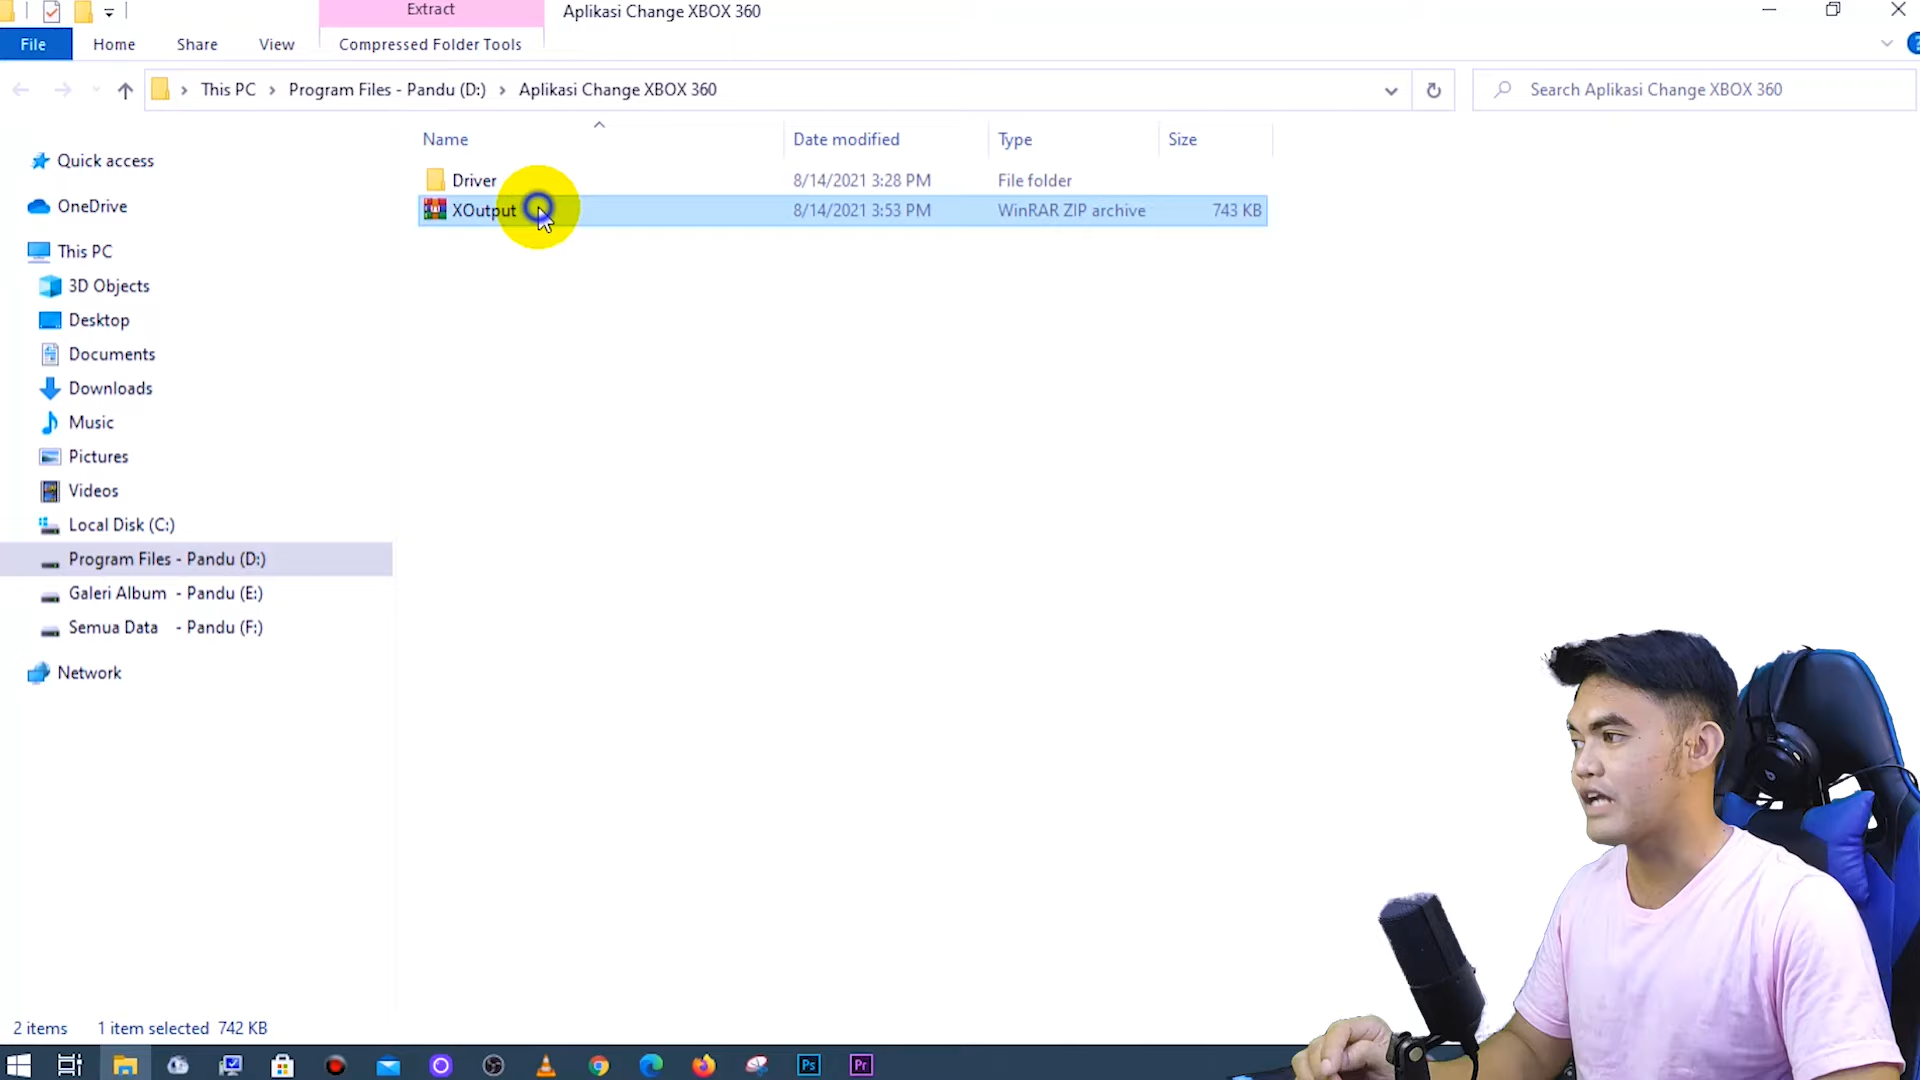 Extract
Aplikasi Change XBOX 360
File
Home
Share
View
Compressed Folder Tools
This PC
Program Files - Pandu (D:)
Aplikasi Change XBOX 360
Search Aplikasi Change XBOX 360
Name
Date modified
Type
Size
Driver
8/14/2021 3:28 PM
File folder
XOutput
8/14/2021 3:53 PM
WinRAR ZIP archive
743 KB
Quick access
OneDrive
This PC
3D Objects
Desktop
Documents
Downloads
Music
Pictures
Videos
Local Disk (C:)
Program Files - Pandu (D:)
Galeri Album - Pandu (E:)
Semua Data - Pandu (F:)
Network
2 items
1 item selected 742 KB
Ps
Pr